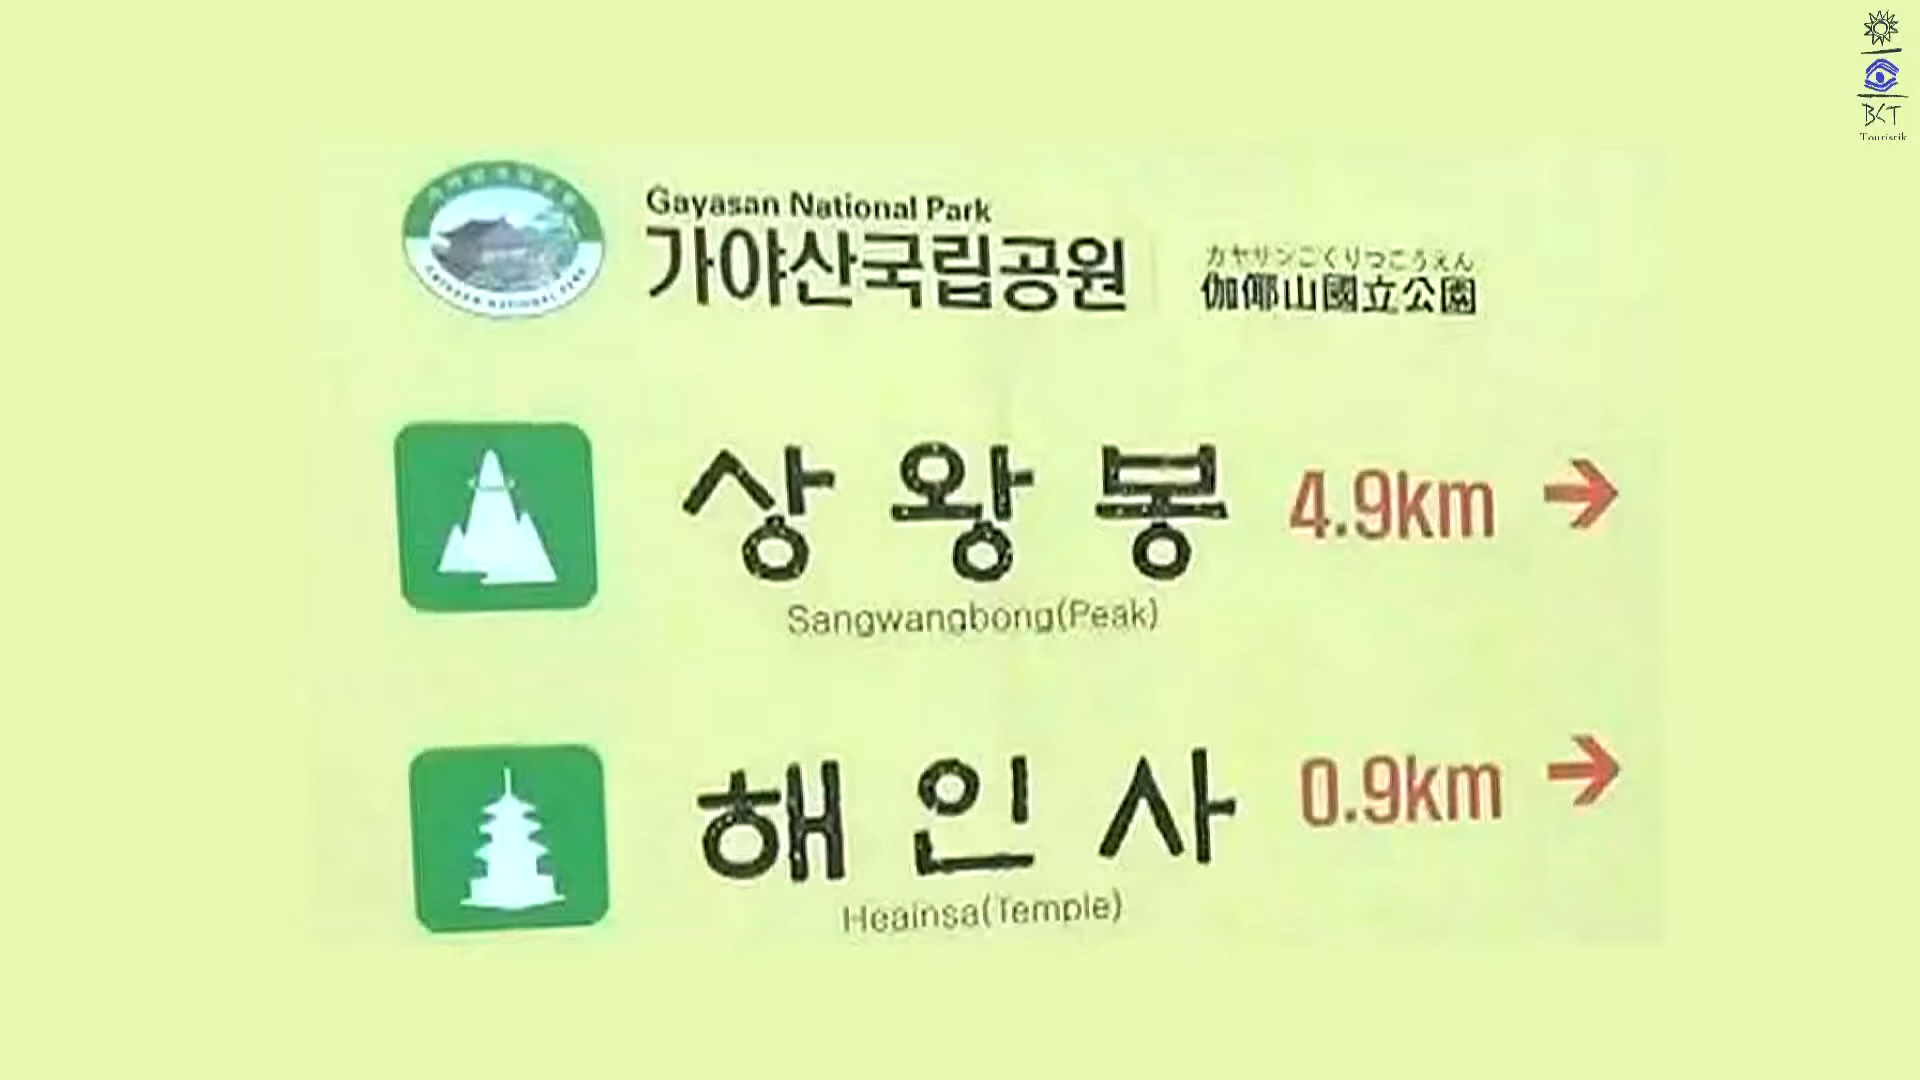 Gayasan National Park
가야산국립공원
カヤサンこくりつこうえん
伽倻山國立公園
상왕봉 4.9km →
Sangwangbong(Peak)
해인사 0.9km →
Heainsa(Temple)
BCT
Touristik